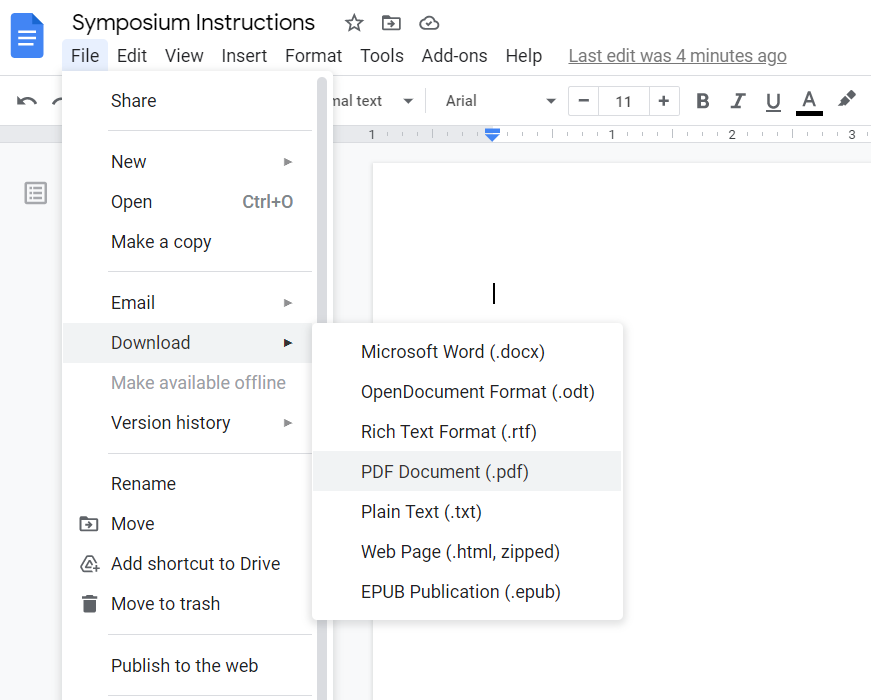 Symposium Instructions
File Edit View Insert Format Tools Add-ons Help Last edit was 4 minutes ago
mal text Arial 11 B I U A
1 1 2 3
Share
New
Open Ctrl+O
Make a copy
Email
Download
Make available offline
Version history
Rename
Move
Add shortcut to Drive
Move to trash
Publish to the web
Microsoft Word (.docx)
OpenDocument Format (.odt)
Rich Text Format (.rtf)
PDF Document (.pdf)
Plain Text (.txt)
Web Page (.html, zipped)
EPUB Publication (.epub)